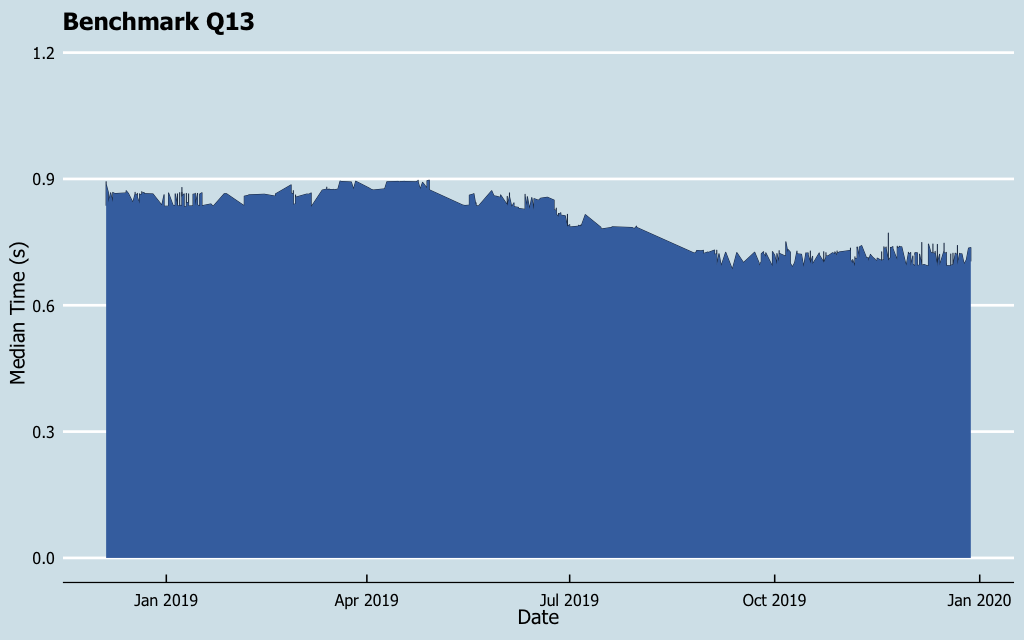 Benchmark Q13
1.2
0.9
0.6
0.3
0.0
Median Time (s)
Jan 2019
Apr 2019
Jul 2019
Oct 2019
Jan 2020
Date